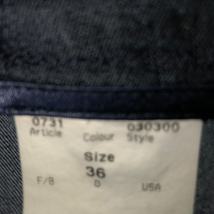 0731 030300
Article Colour Style
Size
36
F/B D USA